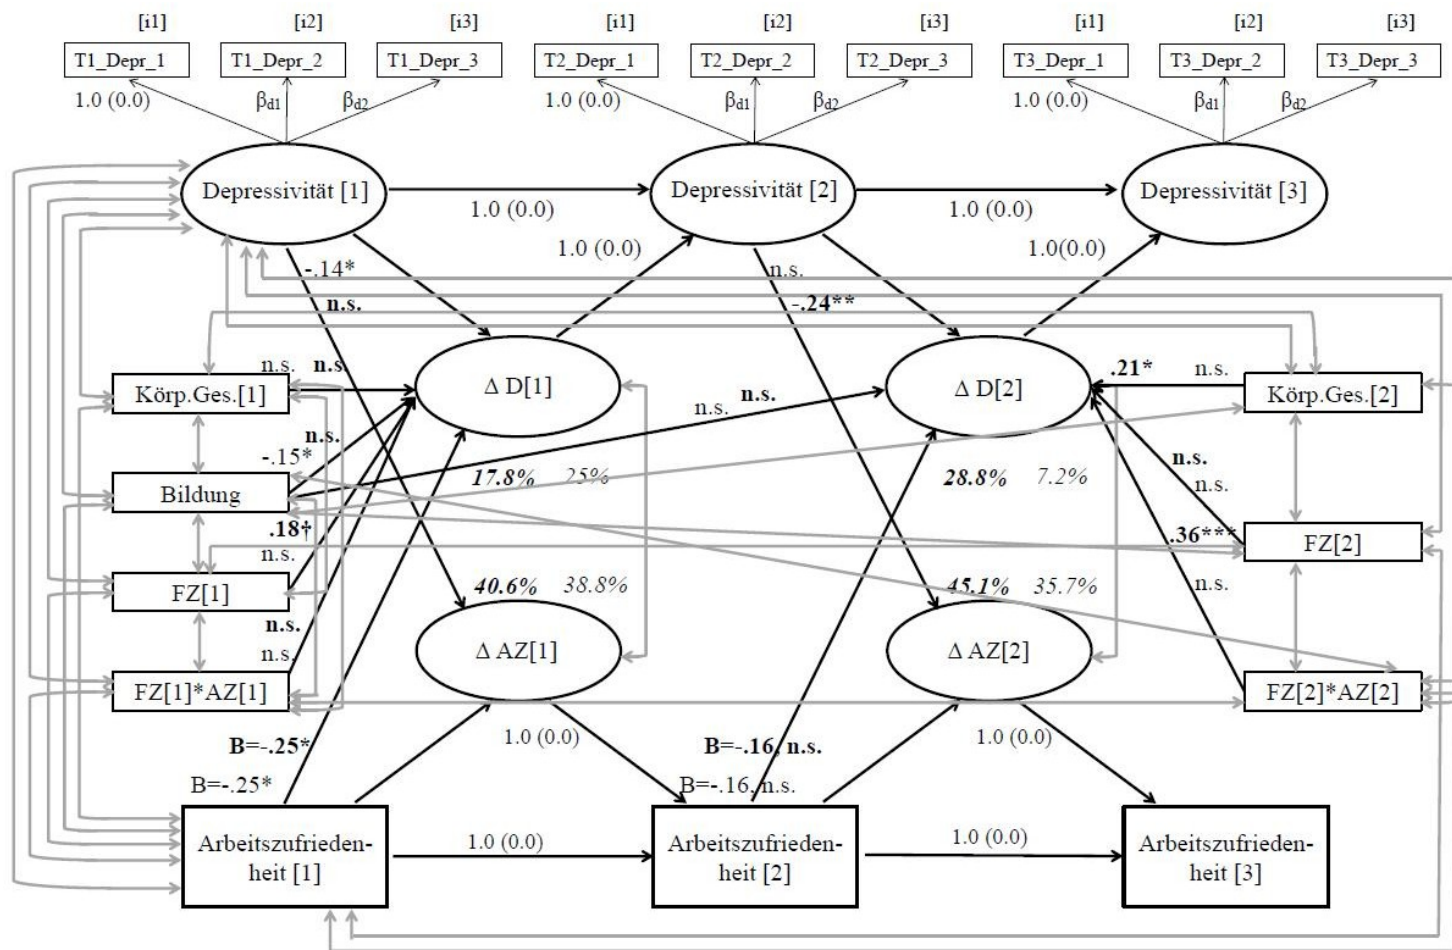 [i1] [i2] [i3] [i1] [i2] [i3] [i1] [i2] [i3]
T1_Depr_1 T1_Depr_2 T1_Depr_3 T2_Depr_1 T2_Depr_2 T2_Depr_3 T3_Depr_1 T3_Depr_2 T3_Depr_3
1.0 (0.0) βd1 βd2 1.0 (0.0) βd1 βd2 1.0 (0.0) βd1 βd2
Depressivität [1] Depressivität [2] Depressivität [3]
1.0 (0.0) 1.0 (0.0)
1.0 (0.0) 1.0(0.0)
-.14* n.s.
n.s. -.24**
n.s. n.s. .21* n.s.
Körp.Ges.[1] Δ D[1] Δ D[2] Körp.Ges.[2]
n.s. n.s.
n.s.
-.15* n.s.
17.8% 25% 28.8% 7.2%
Bildung n.s.
.18† .36***
n.s. FZ[2]
FZ[1] 40.6% 38.8% 45.1% 35.7% n.s.
n.s.
n.s. Δ AZ[1] Δ AZ[2]
FZ[1]*AZ[1] FZ[2]*AZ[2]
B=-.25* 1.0 (0.0) B=-.16, n.s. 1.0 (0.0)
B=-.25* B=-.16, n.s.
Arbeitszufrieden- 1.0 (0.0) Arbeitszufrieden- 1.0 (0.0) Arbeitszufrieden-
heit [1] heit [2] heit [3]